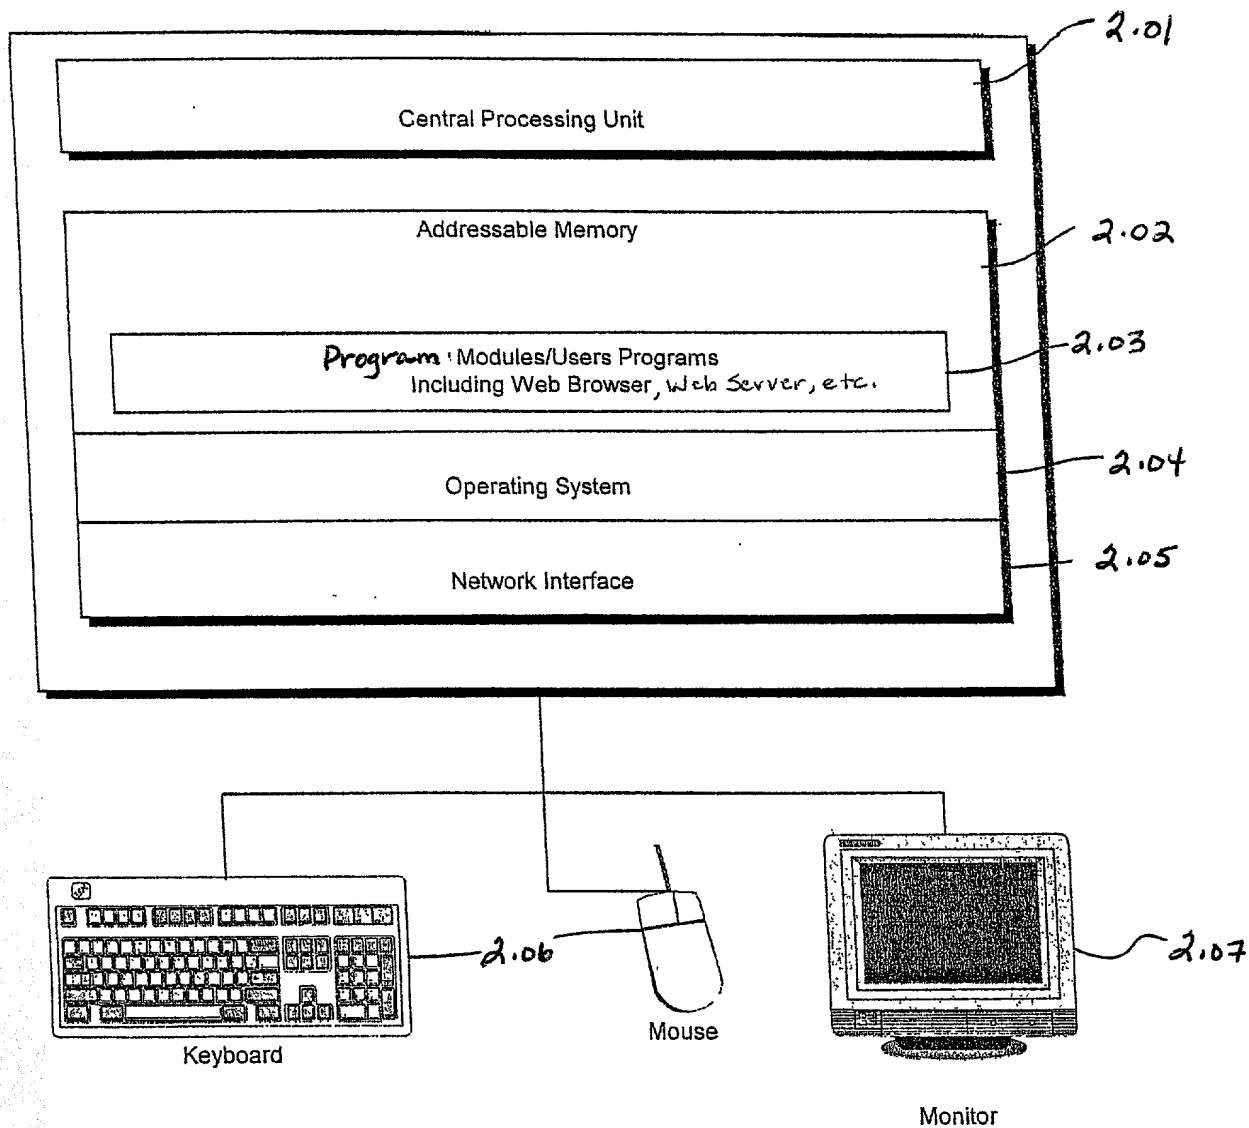 2.01
Central Processing Unit
Addressable Memory
2.02
Program Modules/Users Programs
2.03
Including Web Browser, Web Server, etc.
2.04
Operating System
2.05
Network Interface
2.06
2.07
Mouse
Keyboard
Monitor